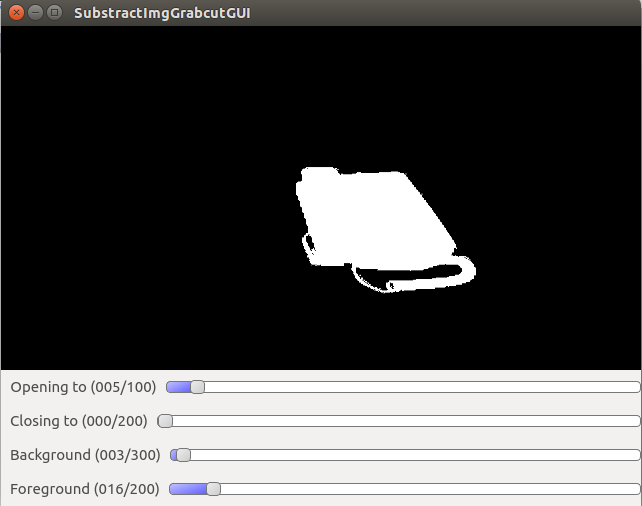 SubstractImgGrabcutGUI
Opening to (005/100)
Closing to (000/200)
Background (003/300)
Foreground (016/200)